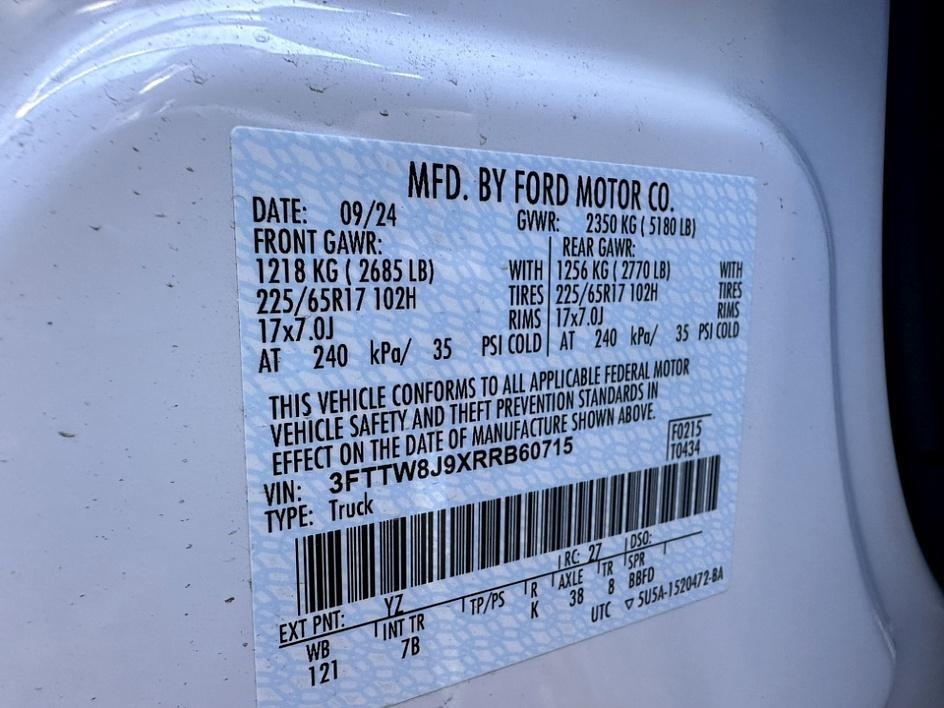 MFD. BY FORD MOTOR CO.
DATE: 09/24 GVWR: 2350 KG ( 5180 LB)
FRONT GAWR: REAR GAWR:
1218 KG ( 2685 LB) WITH 1256 KG ( 2770 LB) WITH
225/65R17 102H TIRES 225/65R17 102H TIRES
17x7.0J RIMS 17x7.0J RIMS
AT 240 kPa/ 35 PSI COLD AT 240 kPa/ 35 PSI COLD
THIS VEHICLE CONFORMS TO ALL APPLICABLE FEDERAL MOTOR
VEHICLE SAFETY AND THEFT PREVENTION STANDARDS IN
EFFECT ON THE DATE OF MANUFACTURE SHOWN ABOVE.
F0215
VIN: 3FTTW8J9XRRB60715 T0434
TYPE: Truck
EXT PNT: YZ RC: 27 DSO:
WB INT TR TP/PS R AXLE TR SPR
121 7B K 38 8 BBFD
UTC ▽ 5U5A-1520472-BA